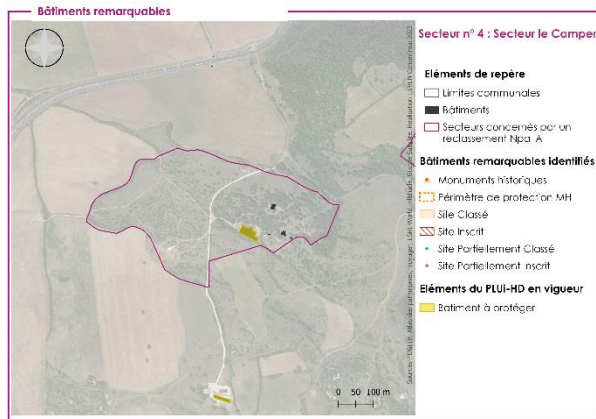 Bâtiments remarquables
Secteur n° 4 : Secteur le Camper
Eléments de repère
Limites communales
Bâtiments
Secteurs concernés par un
reclassement Npa A
Bâtiments remarquables identifiés
Monuments historiques
Périmètre de protection MH
Site Classé
Site Inscrit
Site Partiellement Classé
Site Partiellement Inscrit
Eléments du PLUi-HD en vigueur
Batiment à protéger
0 50 100 m